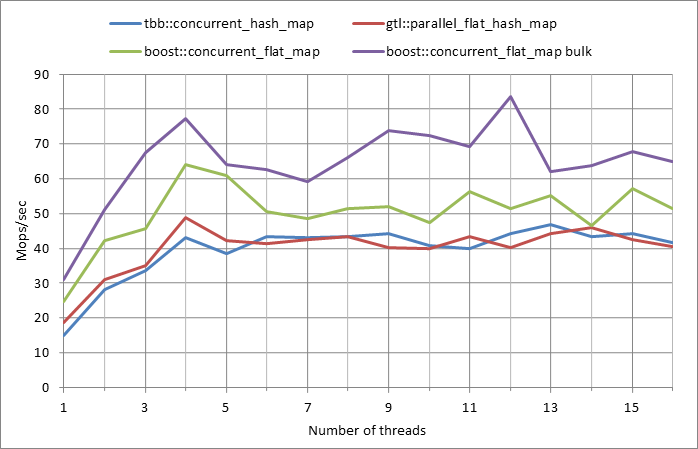 tbb::concurrent_hash_map gtl::parallel_flat_hash_map
boost::concurrent_flat_map boost::concurrent_flat_map bulk
90
80
70
60
50
40
30
20
10
0
Mops/sec
1 3 5 7 9 11 13 15
Number of threads